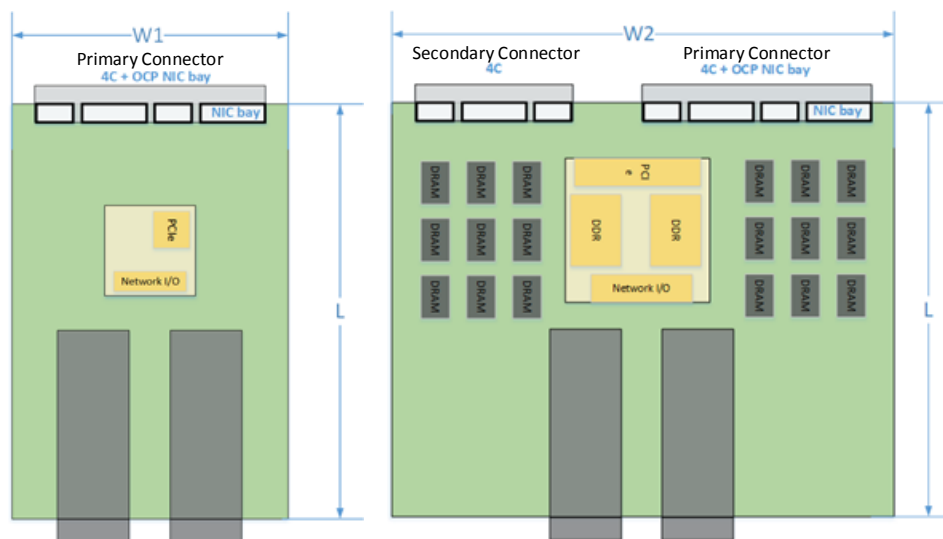 W1
Primary Connector
4C + OCP NIC bay
NIC bay
PCIe
Network I/O
L
W2
Secondary Connector
4C
Primary Connector
4C + OCP NIC bay
NIC bay
DRAM DRAM DRAM
DRAM DRAM DRAM
DRAM DRAM DRAM
PCI
e
DDR DDR
Network I/O
DRAM DRAM DRAM
DRAM DRAM DRAM
DRAM DRAM DRAM
L